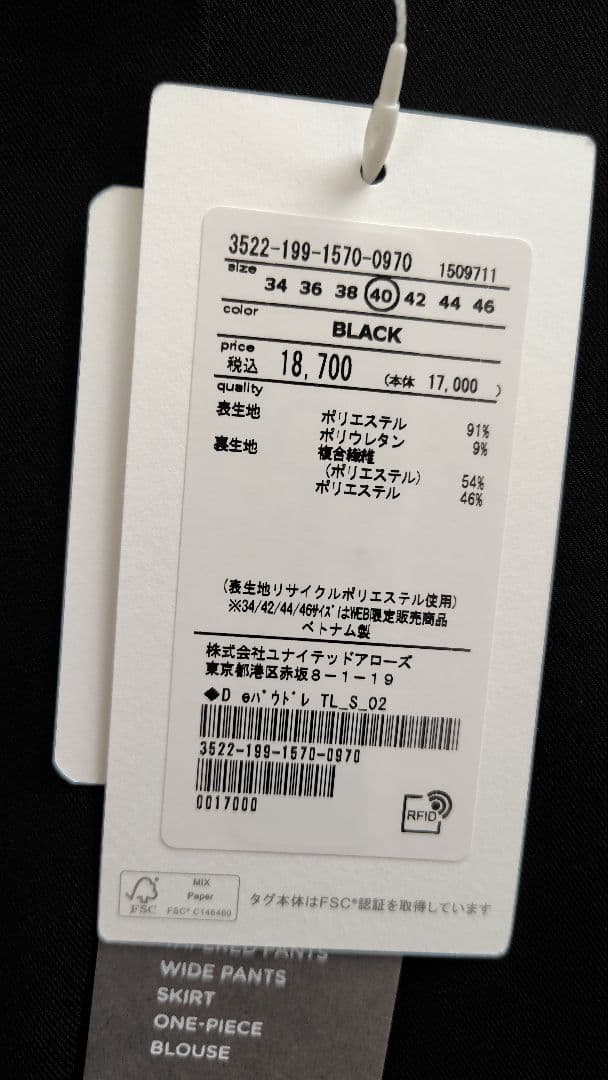 3522-199-1570-0970 1509711
size
34 36 38 40 42 44 46
color
BLACK
price
税込 18,700 (本体 17,000 )
quality
表生地 ポリエステル 91%
ポリウレタン 9%
裏生地 複合繊維
(ポリエステル) 54%
ポリエステル 46%
(表生地リサイクルポリエステル使用)
※34/42/44/46ｻｲｽﾞはWEB限定販売商品
ベトナム製
株式会社ユナイテッドアローズ
東京都港区赤坂8-1-19
◆D eﾊﾟｳﾄﾞﾚ TL_S_02
3522-199-1570-0970
0017000
RFID
FSC
MIX
Paper
FSC® C146460
タグ本体はFSC®認証を取得しています
TAPERED PANTS
WIDE PANTS
SKIRT
ONE-PIECE
BLOUSE